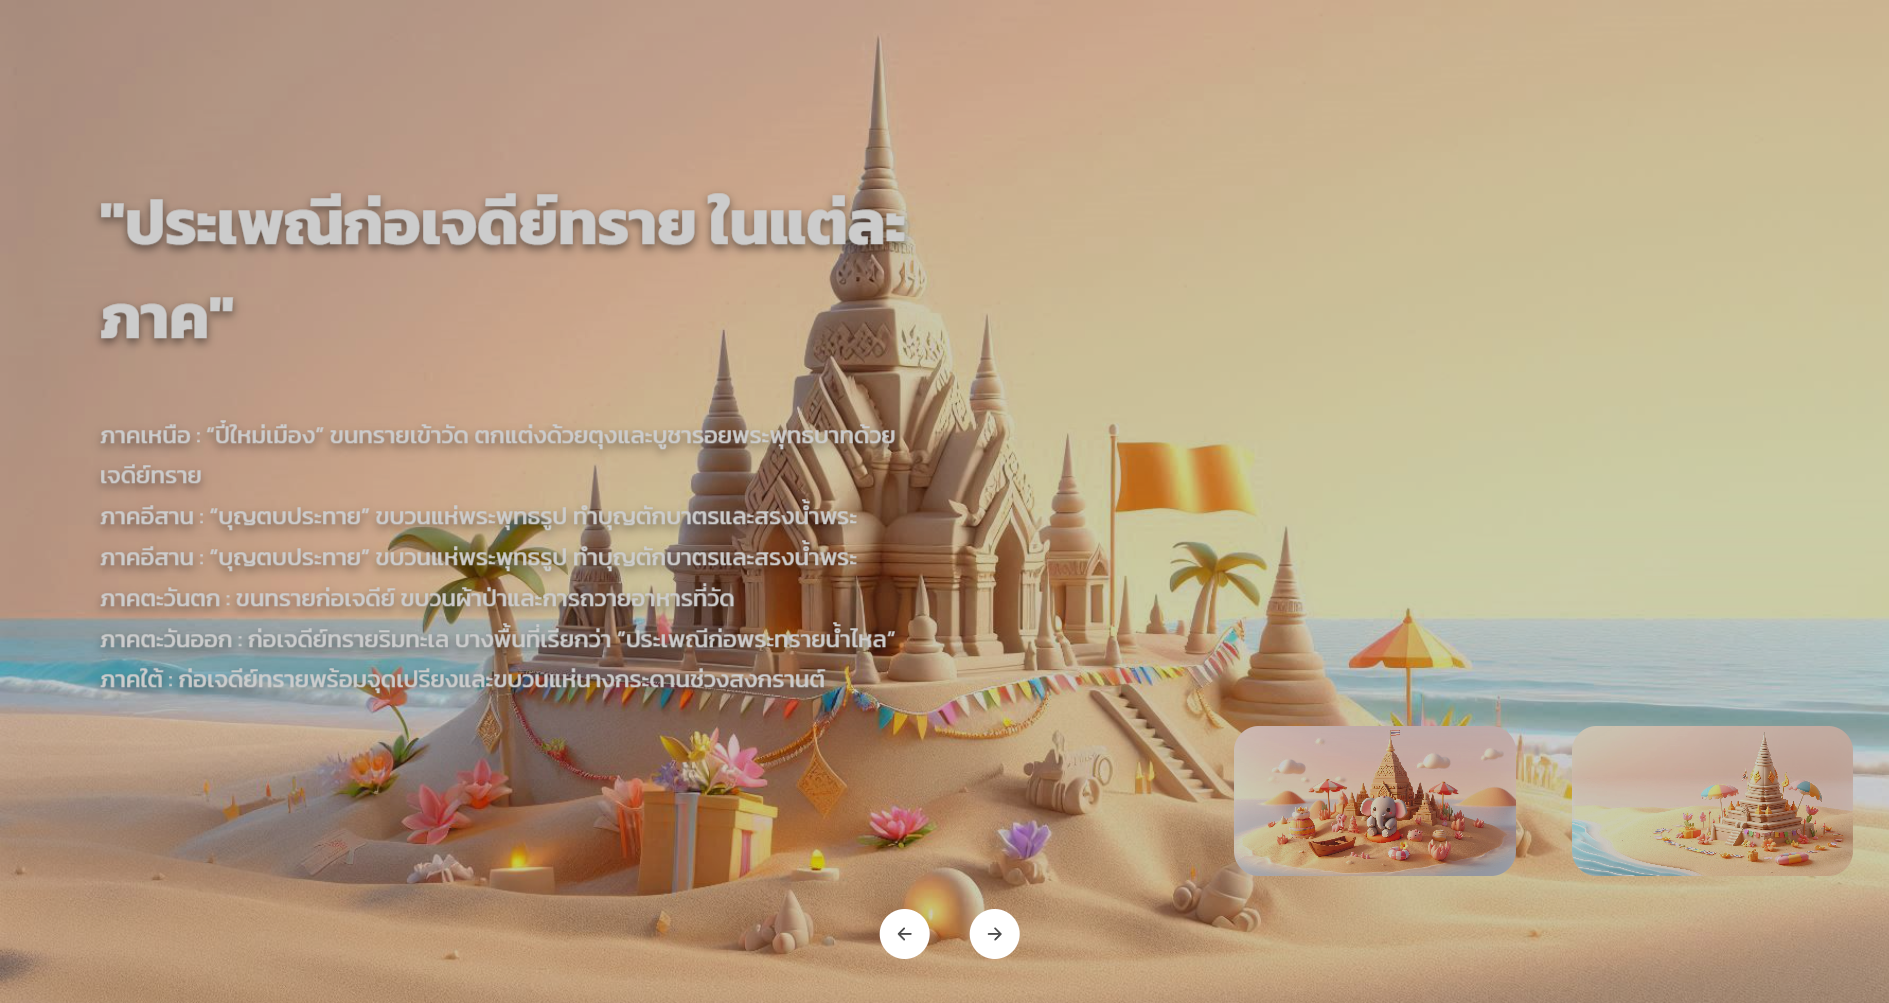 "ประเพณีก่อเจดีย์ทราย ในแต่ละ
ภาค"
ภาคเหนือ : “ปี๋ใหม่เมือง” ขนทรายเข้าวัด ตกแต่งด้วยตุงและบูชารอยพระพุทธบาทด้วย
เจดีย์ทราย
ภาคอีสาน : “บุญตบประทาย” ขบวนแห่พระพุทธรูป ทำบุญตักบาตรและสรงน้ำพระ
ภาคอีสาน : “บุญตบประทาย” ขบวนแห่พระพุทธรูป ทำบุญตักบาตรและสรงน้ำพระ
ภาคตะวันตก : ขนทรายก่อเจดีย์ ขบวนผ้าป่าและการถวายอาหารที่วัด
ภาคตะวันออก : ก่อเจดีย์ทรายริมทะเล บางพื้นที่เรียกว่า “ประเพณีก่อพระทรายน้ำไหล”
ภาคใต้ : ก่อเจดีย์ทรายพร้อมจุดเปรียงและขบวนแห่นางกระดานช่วงสงกรานต์